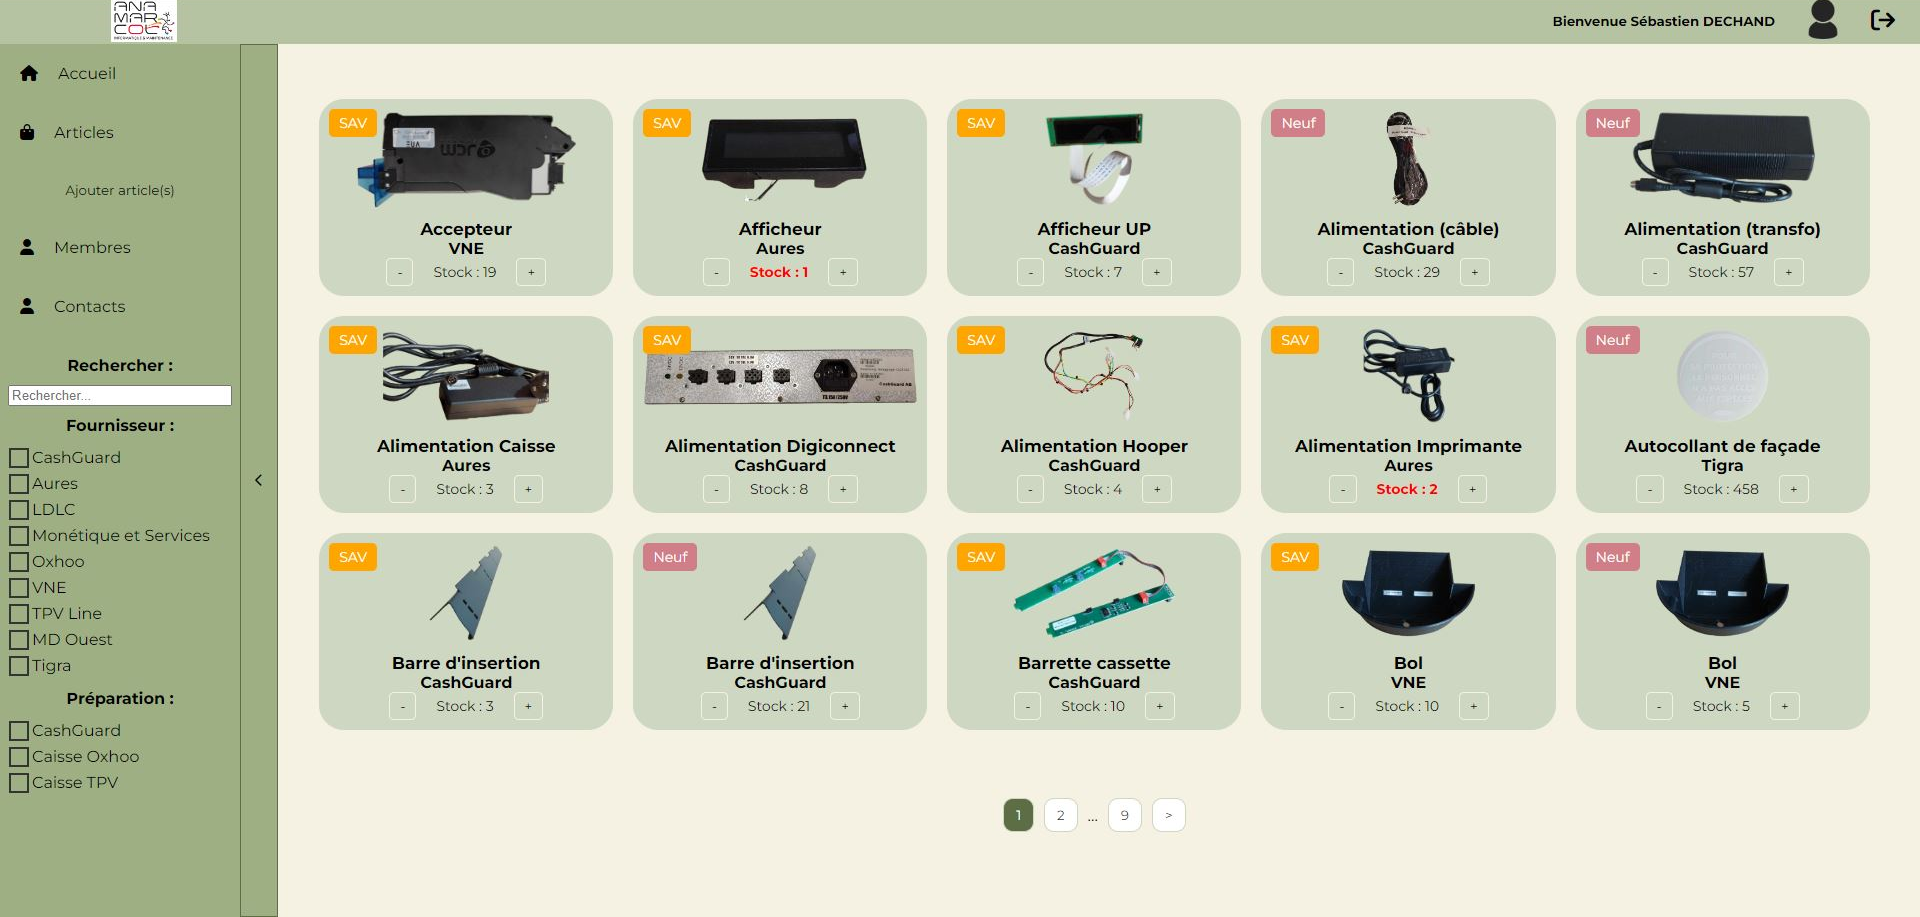 ANA
MAR
COE
INFORMATIQUE & MAINTENANCE
Bienvenue Sébastien DECHAND
Accueil
Articles
Ajouter article(s)
Membres
Contacts
Rechercher :
Rechercher...
Fournisseur :
CashGuard
Aures
LDLC
Monétique et Services
Oxhoo
VNE
TPV Line
MD Ouest
Tigra
Préparation :
CashGuard
Caisse Oxhoo
Caisse TPV
SAV
Accepteur
VNE
- Stock : 19 +
SAV
Afficheur
Aures
- Stock : 1 +
SAV
Afficheur UP
CashGuard
- Stock : 7 +
Neuf
Alimentation (câble)
CashGuard
- Stock : 29 +
Neuf
Alimentation (transfo)
CashGuard
- Stock : 57 +
SAV
Alimentation Caisse
Aures
- Stock : 3 +
SAV
CashGuard AB
Alimentation Digiconnect
CashGuard
- Stock : 8 +
SAV
Alimentation Hooper
CashGuard
- Stock : 4 +
SAV
Alimentation Imprimante
Aures
- Stock : 2 +
Neuf
Autocollant de façade
Tigra
- Stock : 458 +
SAV
Barre d'insertion
CashGuard
- Stock : 3 +
Neuf
Barre d'insertion
CashGuard
- Stock : 21 +
SAV
Barrette cassette
CashGuard
- Stock : 10 +
SAV
Bol
VNE
- Stock : 10 +
Neuf
Bol
VNE
- Stock : 5 +
<
1 2 ... 9 >